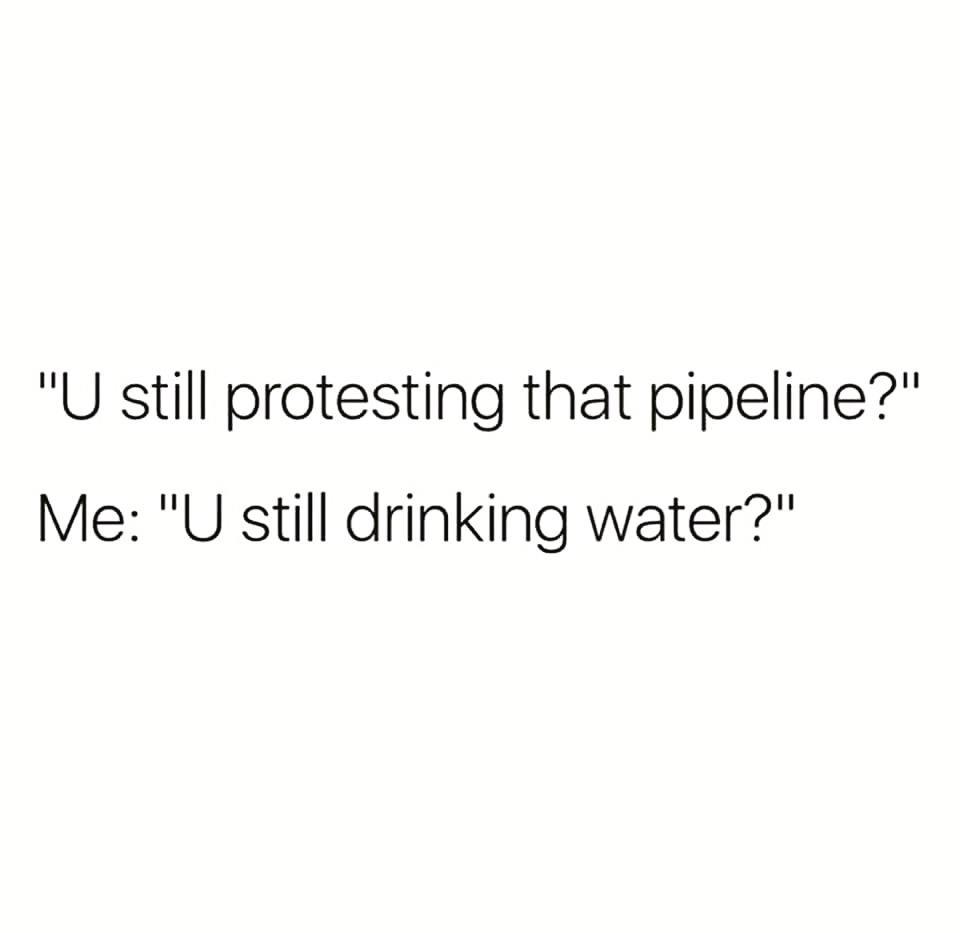 "U still protesting that pipeline?"
Me: "U still drinking water?"